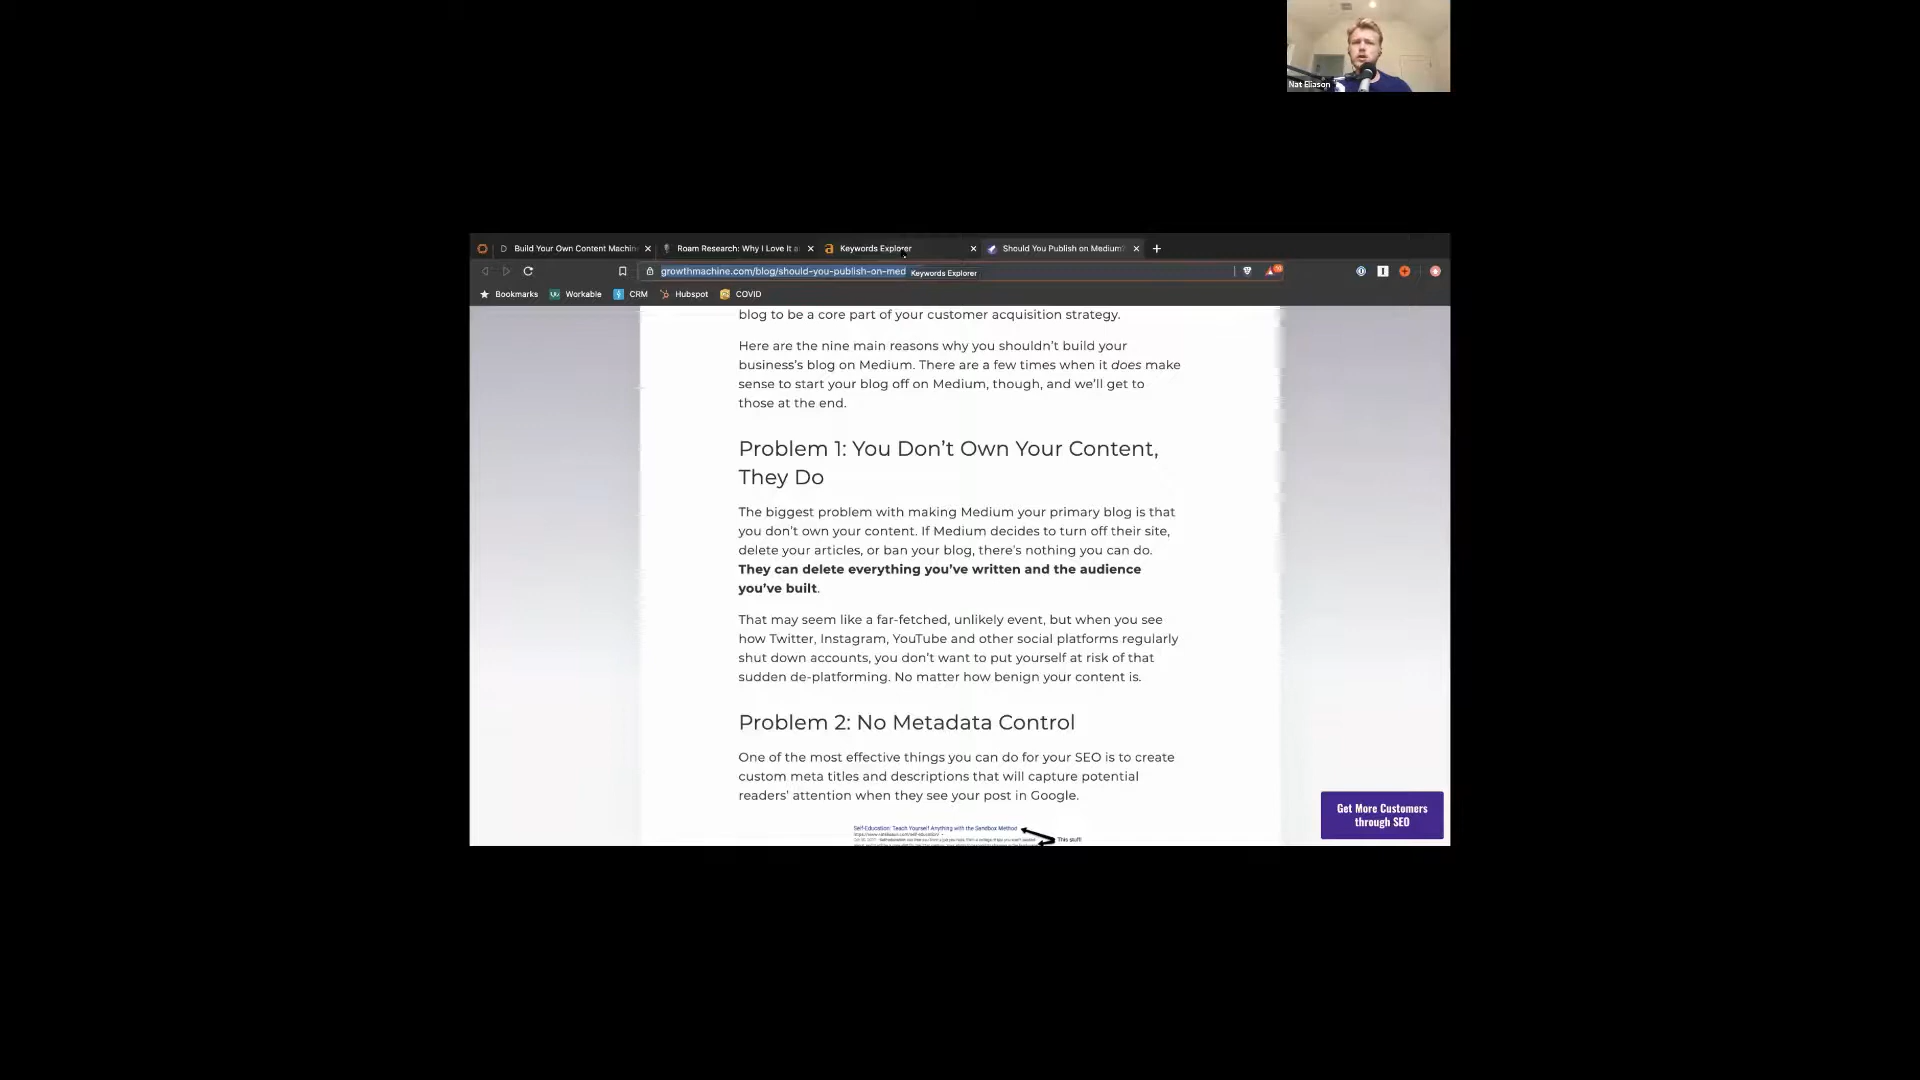 Nat Eliason
Build Your Own Content Machin
Roam Research: Why I Love It a
Keywords Explorer
Should You Publish on Medium?
growthmachine.com/blog/should-you-publish-on-med
Keywords Explorer
Bookmarks
Workable
CRM
Hubspot
COVID
blog to be a core part of your customer acquisition strategy.
Here are the nine main reasons why you shouldn’t build your
business’s blog on Medium. There are a few times when it does make
sense to start your blog off on Medium, though, and we’ll get to
those at the end.
Problem 1: You Don’t Own Your Content,
They Do
The biggest problem with making Medium your primary blog is that
you don’t own your content. If Medium decides to turn off their site,
delete your articles, or ban your blog, there’s nothing you can do.
They can delete everything you’ve written and the audience
you’ve built.
That may seem like a far-fetched, unlikely event, but when you see
how Twitter, Instagram, YouTube and other social platforms regularly
shut down accounts, you don’t want to put yourself at risk of that
sudden de-platforming. No matter how benign your content is.
Problem 2: No Metadata Control
One of the most effective things you can do for your SEO is to create
custom meta titles and descriptions that will capture potential
readers’ attention when they see your post in Google.
Self-Education: Teach Yourself Anything with the Sandbox Method
This stuff!
Get More Customers
through SEO